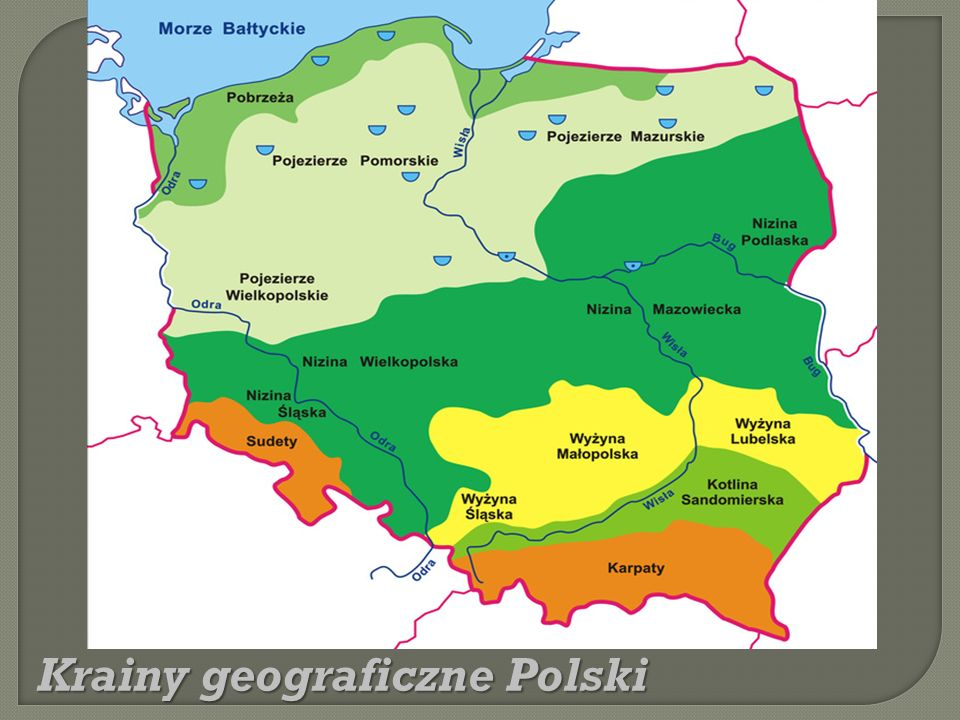 Morze Bałtyckie
Pobrzeża
Wisła
Pojezierze Mazurskie
Pojezierze Pomorskie
Odra
Nizina
Podlaska
Bug
Pojezierze
Wielkopolskie
Odra
Nizina Mazowiecka
Wisła
Nizina Wielkopolska
Bug
Nizina
Śląska
Sudety
Odra
Wyżyna
Małopolska
Wyżyna
Lubelska
Kotlina
Sandomierska
Wyżyna
Śląska
Wisła
Odra
Karpaty
Krainy geograficzne Polski